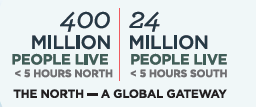 400
MILLION
PEOPLE LIVE
< 5 HOURS NORTH
24
MILLION
PEOPLE LIVE
< 5 HOURS SOUTH
THE NORTH — A GLOBAL GATEWAY